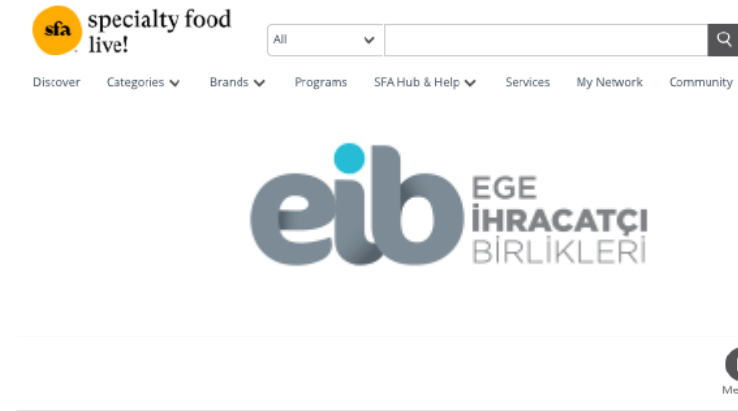 sfa
specialty food
live!
All
Discover Categories Brands Programs SFA Hub & Help Services My Network Community
eib
EGE
İHRACATÇI
BİRLİKLERİ